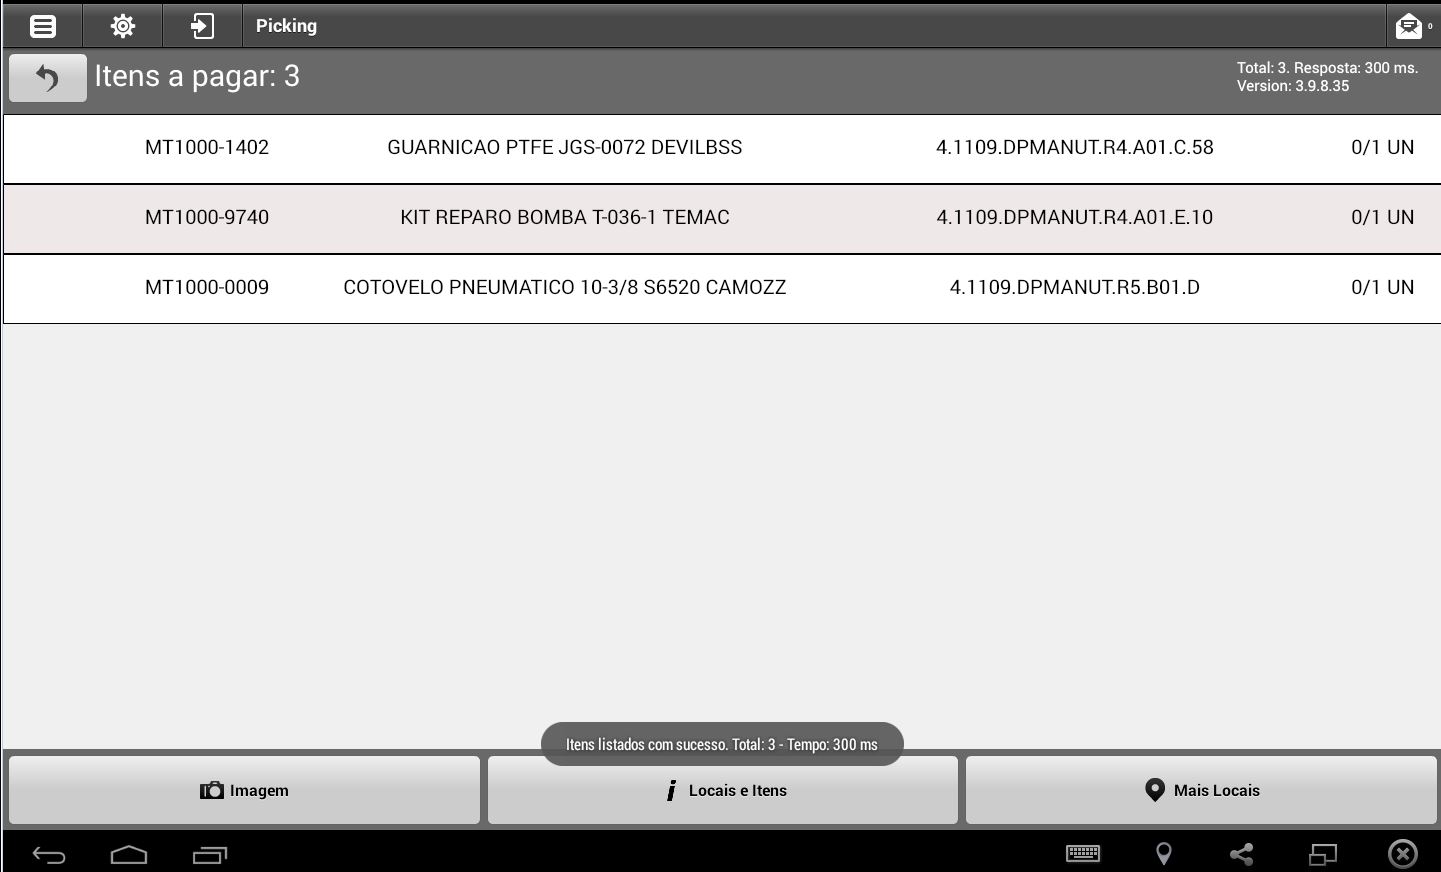 Picking
0
Itens a pagar: 3
Total: 3. Resposta: 300 ms.
Version: 3.9.8.35
MT1000-1402 GUARNICAO PTFE JGS-0072 DEVILBSS 4.1109.DPMANUT.R4.A01.C.58 0/1 UN
MT1000-9740 KIT REPARO BOMBA T-036-1 TEMAC 4.1109.DPMANUT.R4.A01.E.10 0/1 UN
MT1000-0009 COTOVELO PNEUMATICO 10-3/8 S6520 CAMOZZ 4.1109.DPMANUT.R5.B01.D 0/1 UN
Itens listados com sucesso. Total: 3 - Tempo: 300 ms
Imagem
Locais e Itens
Mais Locais